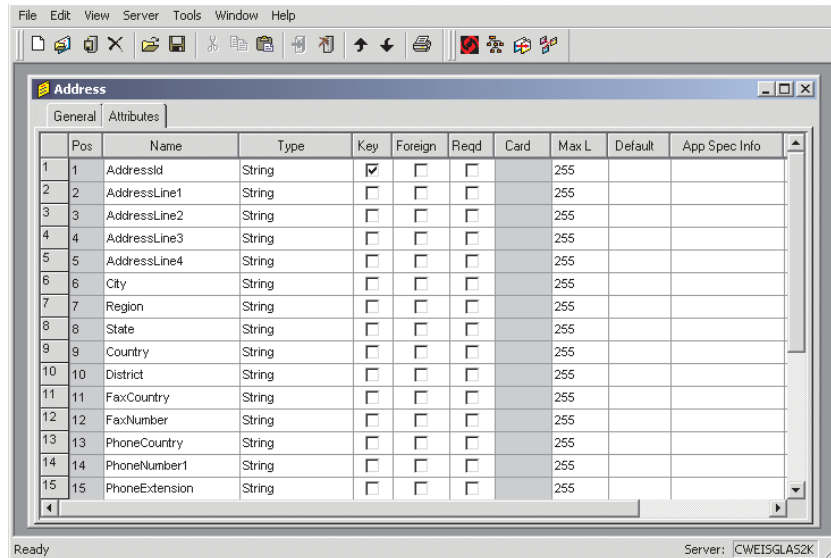 File Edit View Server Tools Window Help
Address
General Attributes
Pos Name Type Key Foreign Reqd Card Max L Default App Spec Info
1 1 AddressId String 255
2 2 AddressLine1 String 255
3 3 AddressLine2 String 255
4 4 AddressLine3 String 255
5 5 AddressLine4 String 255
6 6 City String 255
7 7 Region String 255
8 8 State String 255
9 9 Country String 255
10 10 District String 255
11 11 FaxCountry String 255
12 12 FaxNumber String 255
13 13 PhoneCountry String 255
14 14 PhoneNumber1 String 255
15 15 PhoneExtension String 255
Ready Server: CWEISGLAS2K